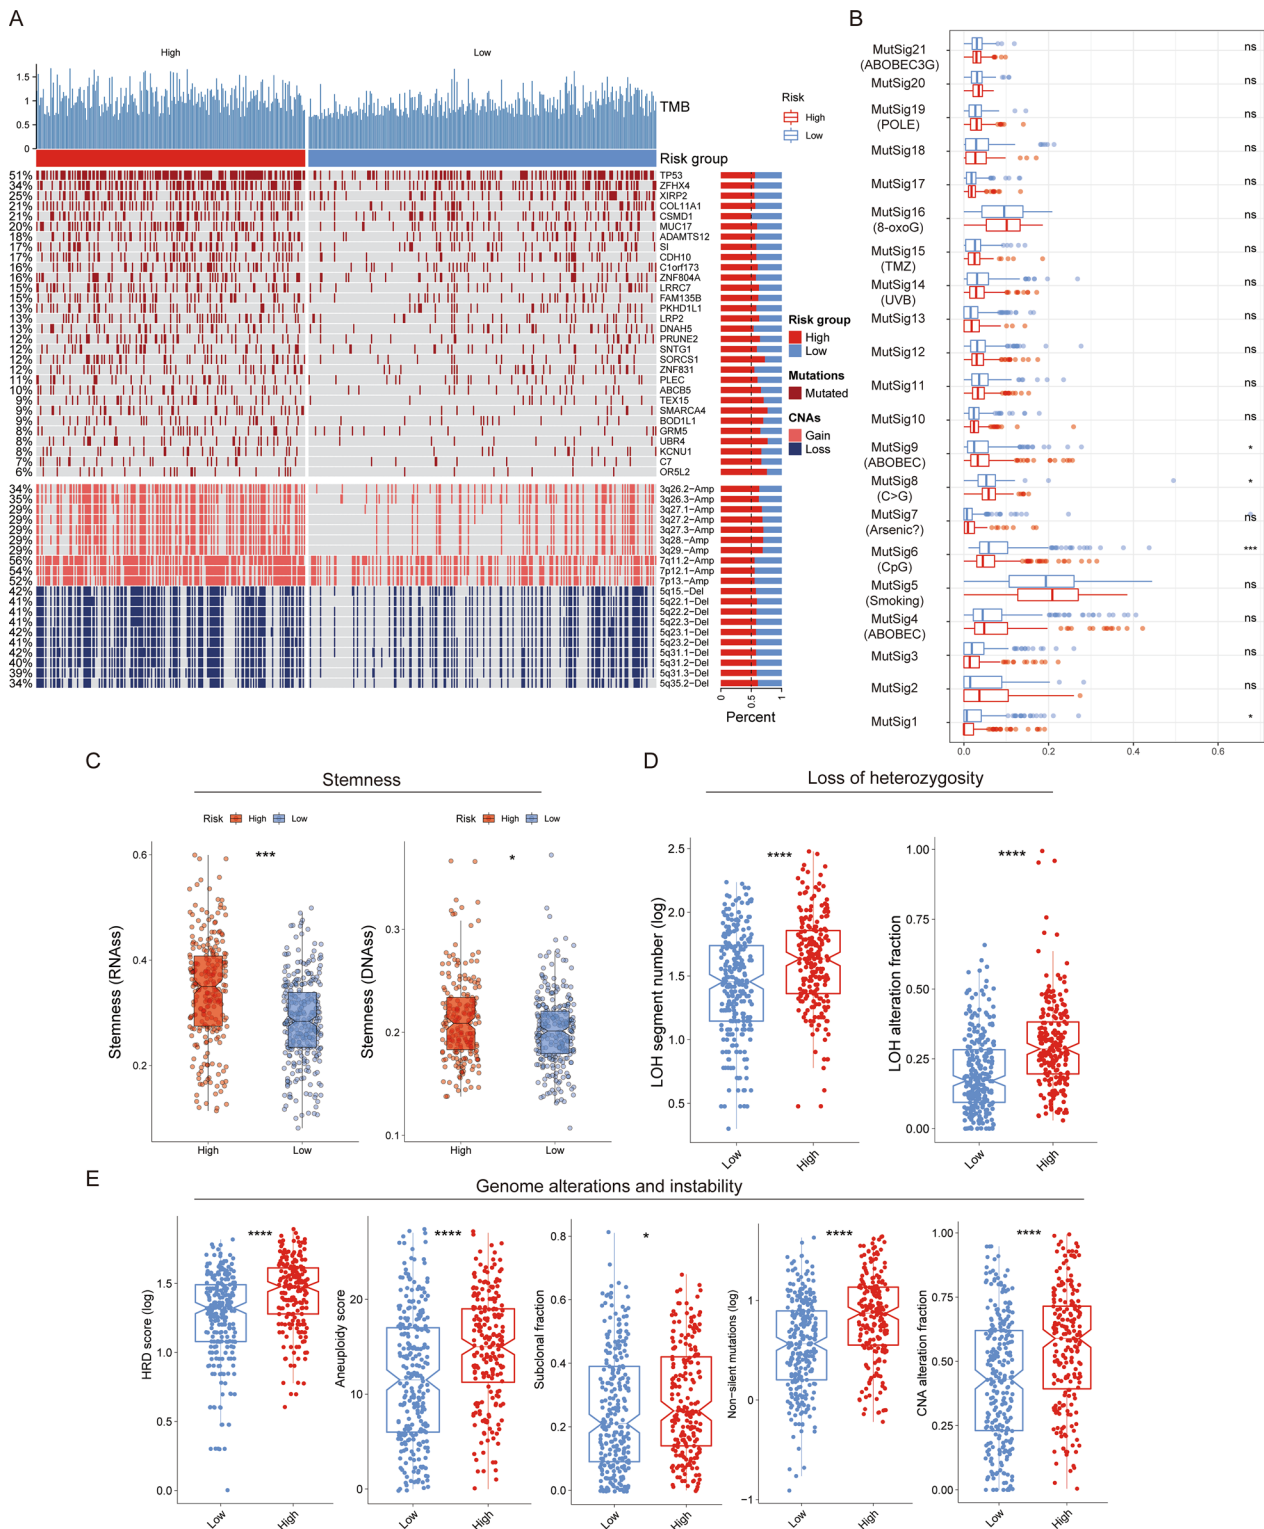 A
High
Low
1.5
1
0.5
0
TMB
Risk group
Risk
High
Low
51% TP53
34% ZFHX4
25% XIRP2
21% COL11A1
21% CSMD1
20% MUC17
18% ADAMTS12
17% SI
17% CDH10
16% C1orf173
16% ZNF804A
15% LRRC7
15% FAM135B
13% PKHD1L1
13% LRP2
13% DNAH5
12% PRUNE2
12% SNTG1
12% SORCS1
12% ZNF831
11% PLEC
10% ABCB5
9% TEX15
9% SMARCA4
9% BOD1L1
8% GRM5
8% UBR4
8% KCNU1
7% C7
6% OR5L2
34% 3q26.2-Amp
35% 3q26.3-Amp
29% 3q27.1-Amp
29% 3q27.2-Amp
29% 3q27.3-Amp
29% 3q28.-Amp
29% 3q29.-Amp
56% 7q11.2-Amp
54% 7p12.1-Amp
52% 7p13.-Amp
42% 5q15.-Del
41% 5q22.1-Del
41% 5q22.2-Del
41% 5q22.3-Del
42% 5q23.1-Del
41% 5q23.2-Del
42% 5q31.1-Del
40% 5q31.2-Del
39% 5q31.3-Del
34% 5q35.2-Del
0 0.5 1
Percent
Risk group
High
Low
Mutations
Mutated
CNAs
Gain
Loss
B
MutSig21 ns
(ABOBEC3G)
MutSig20 ns
MutSig19 ns
(POLE)
MutSig18 ns
MutSig17 ns
MutSig16 ns
(8-oxoG)
MutSig15 ns
(TMZ)
MutSig14 ns
(UVB)
MutSig13 ns
MutSig12 ns
MutSig11 ns
MutSig10 ns
MutSig9 *
(ABOBEC)
MutSig8 *
(C>G)
MutSig7 ns
(Arsenic?)
MutSig6 ***
(CpG)
MutSig5 ns
(Smoking)
MutSig4 ns
(ABOBEC)
MutSig3 ns
MutSig2 ns
MutSig1 *
0.0 0.2 0.4 0.6
C
Stemness
Risk High Low
Risk High Low
***
*
Stemness (RNAss)
0.6
0.4
0.2
High Low
Stemness (DNAss)
0.3
0.2
0.1
High Low
D
Loss of heterozygosity
****
****
LOH segment number (log)
2.5
2.0
1.5
1.0
0.5
Low High
LOH alteration fraction
1.00
0.75
0.50
0.25
0.00
Low High
E
Genome alterations and instability
HRD score (log)
****
1.5
1.0
0.5
0.0
Low High
Aneuploidy score
****
20
10
0
Low High
Subclonal fraction
*
0.8
0.6
0.4
0.2
0.0
Low High
Non-silent mutations (log)
****
1
0
-1
Low High
CNA alteration fraction
****
1.00
0.75
0.50
0.25
0.00
Low High